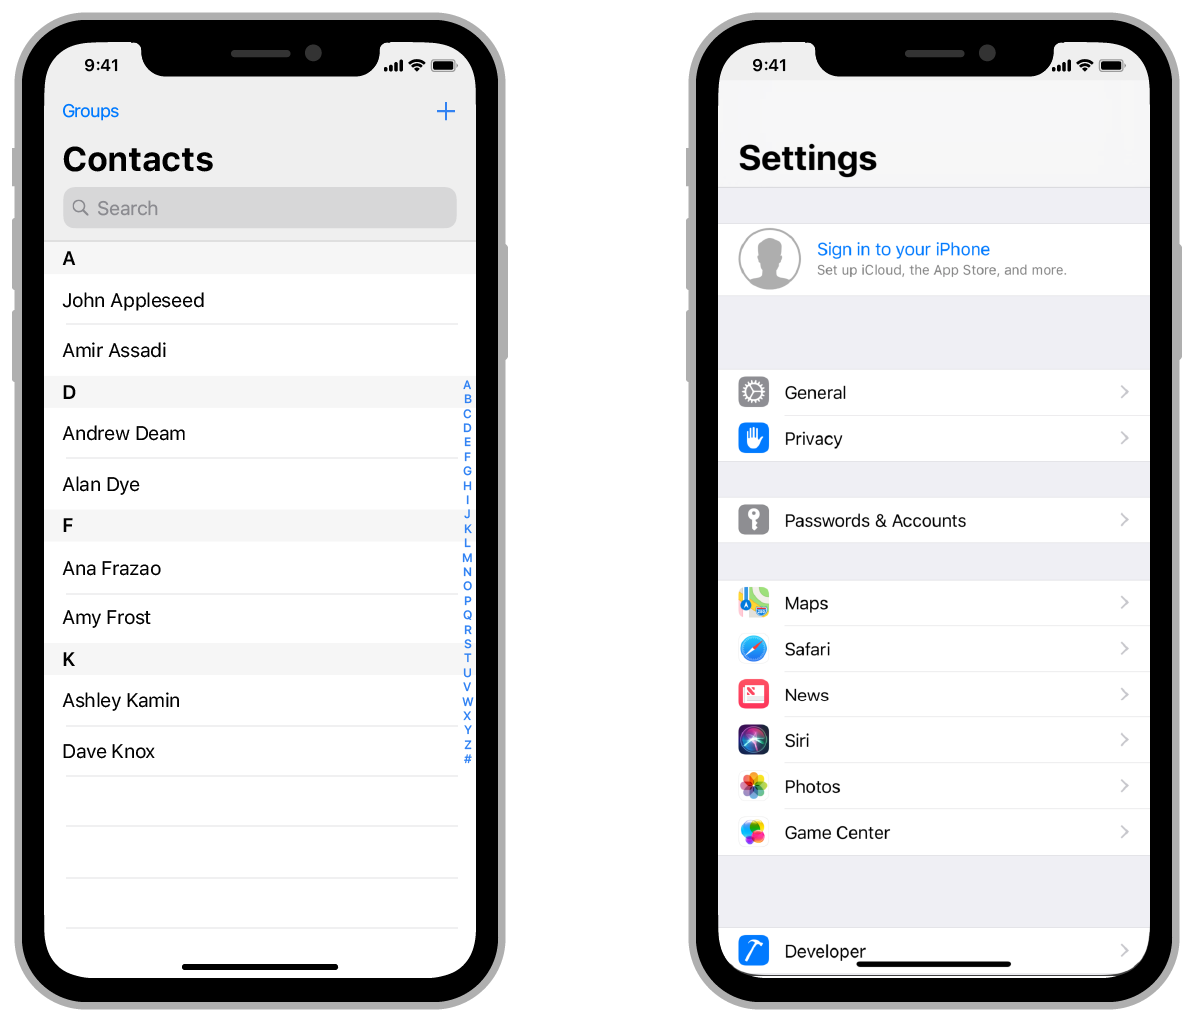 9:41
Groups
Contacts
Search
A
John Appleseed
Amir Assadi
D
Andrew Deam
Alan Dye
F
Ana Frazao
Amy Frost
K
Ashley Kamin
Dave Knox
A
B
C
D
E
F
G
H
I
J
K
L
M
N
O
P
Q
R
S
T
U
V
W
X
Y
Z
#
9:41
Settings
Sign in to your iPhone
Set up iCloud, the App Store, and more.
General
Privacy
Passwords & Accounts
Maps
Safari
News
Siri
Photos
Game Center
Developer